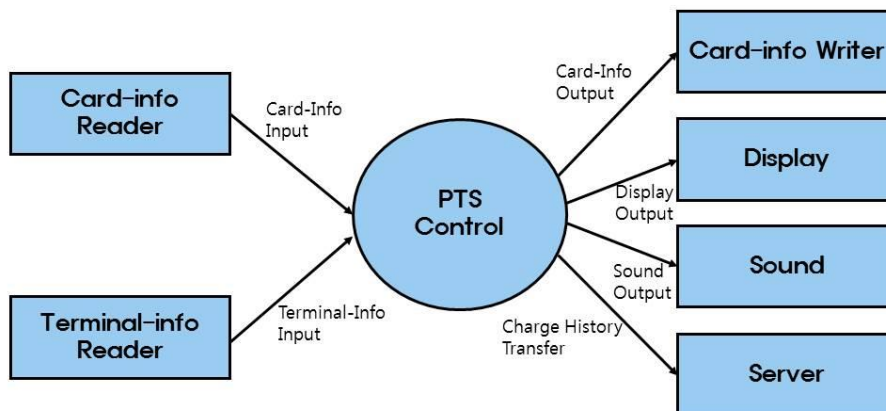 Card-info
Reader
Card-Info
Input
Terminal-info
Reader
Terminal-Info
Input
PTS
Control
Card-Info
Output
Card-info Writer
Display
Output
Display
Sound
Output
Sound
Charge History
Transfer
Server